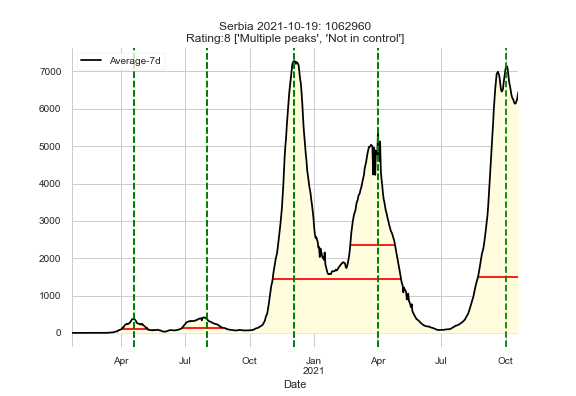 Serbia 2021-10-19: 1062960
Rating:8 ['Multiple peaks', 'Not in control']
Average-7d
7000
6000
5000
4000
3000
2000
1000
0
Apr
Jul
Oct
Jan
2021
Apr
Jul
Oct
Date